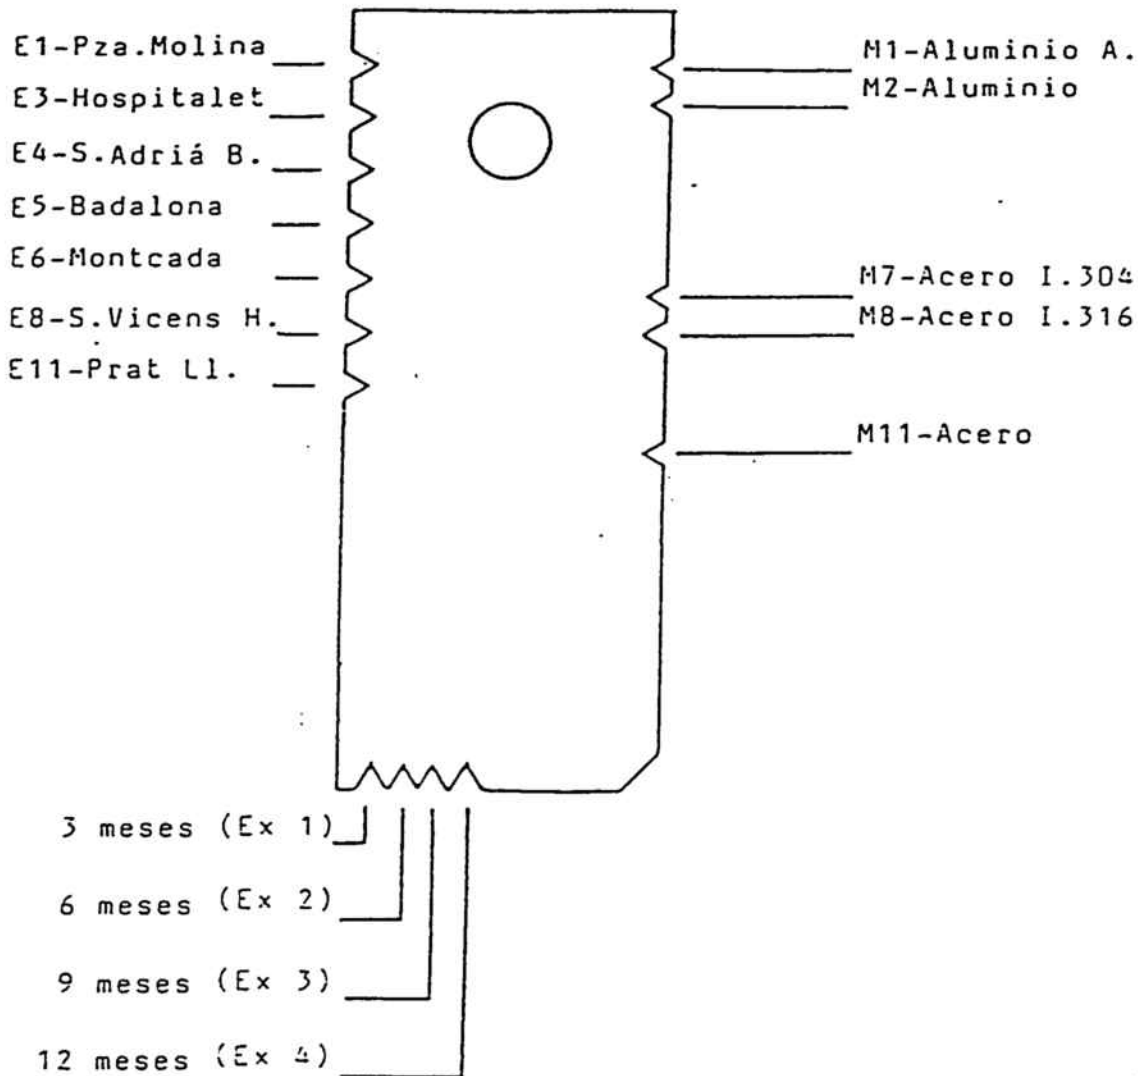 E1-Pza.Molina
E3-Hospitalet
E4-S.Adriá B.
E5-Badalona
E6-Montcada
E8-S.Vicens H.
E11-Prat Ll.
M1-Aluminio A.
M2-Aluminio
M7-Acero I.304
M8-Acero I.316
M11-Acero
3 meses (Ex 1)
6 meses (Ex 2)
9 meses (Ex 3)
12 meses (Ex 4)